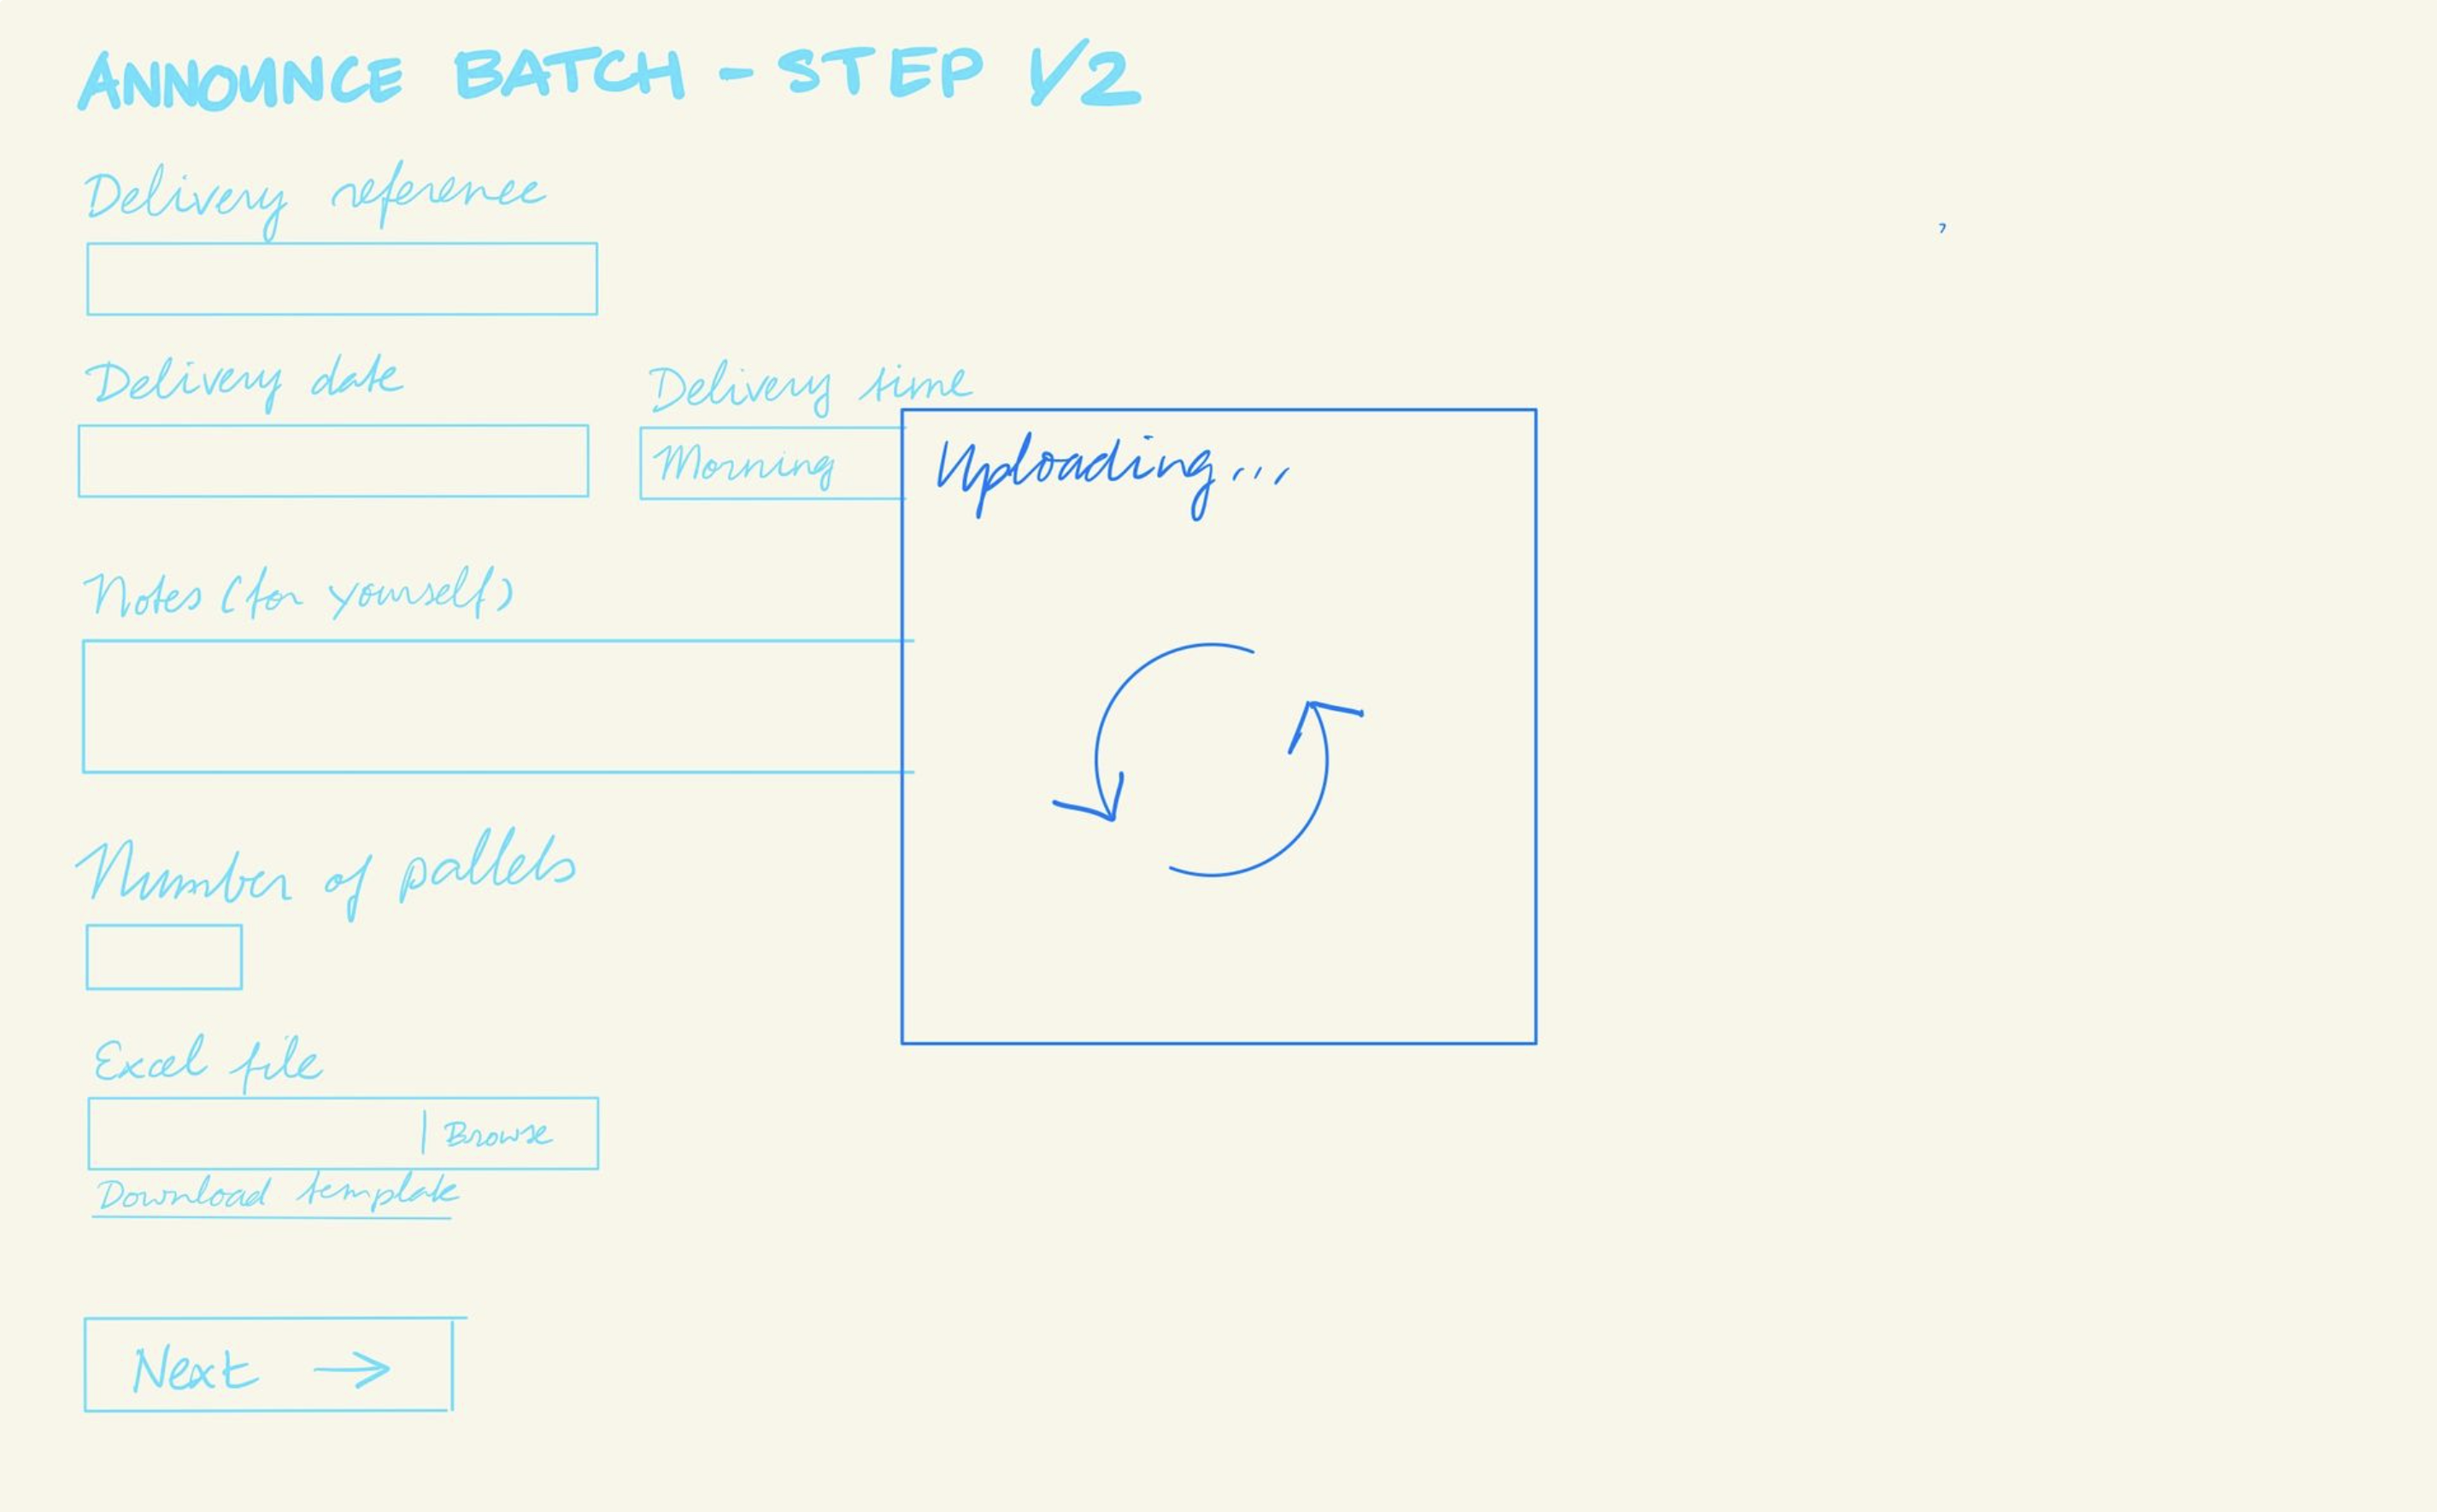 ANNOUNCE BATCH - STEP 1/2
Delivery reference
Delivery date
Delivery time
Morning
Uploading...
Notes (for yourself)
Number of pallets
Excel file
| Browse
Download template
Next →